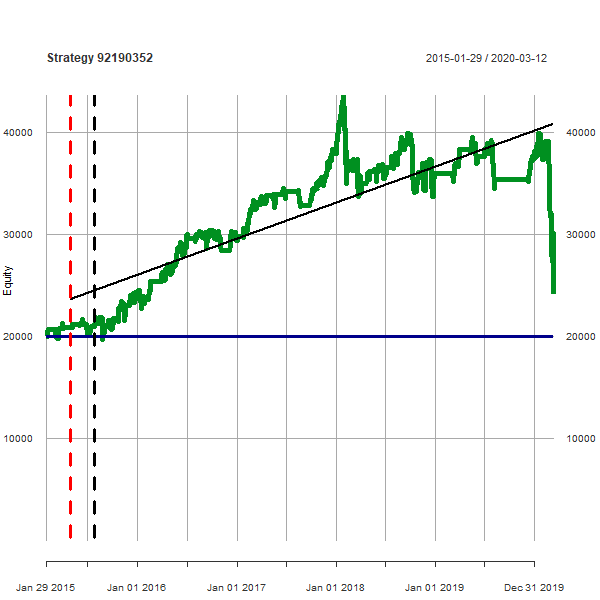 Strategy 92190352
2015-01-29 / 2020-03-12
40000
40000
30000
30000
Equity
20000
20000
10000
10000
Jan 29 2015
Jan 01 2016
Jan 01 2017
Jan 01 2018
Jan 01 2019
Dec 31 2019